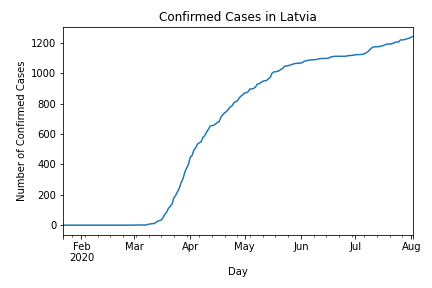 Confirmed Cases in Latvia
Number of Confirmed Cases
1200
1000
800
600
400
200
0
Feb Mar Apr May Jun Jul Aug
2020
Day